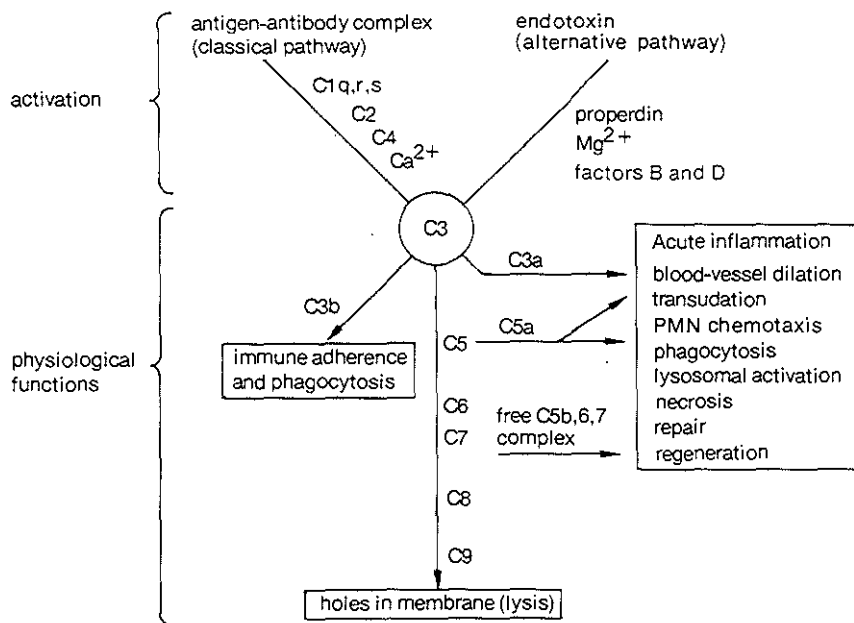 antigen-antibody complex
(classical pathway)
endotoxin
(alternative pathway)
activation
C1q,r,s
C2
C4
Ca²⁺
properdin
Mg²⁺
factors B and D
C3
physiological
functions
C3b
immune adherence
and phagocytosis
C3a
C5
C5a
C6
C7
free C5b,6,7
complex
C8
C9
holes in membrane (lysis)
Acute inflammation
blood-vessel dilation
transudation
PMN chemotaxis
phagocytosis
lysosomal activation
necrosis
repair
regeneration